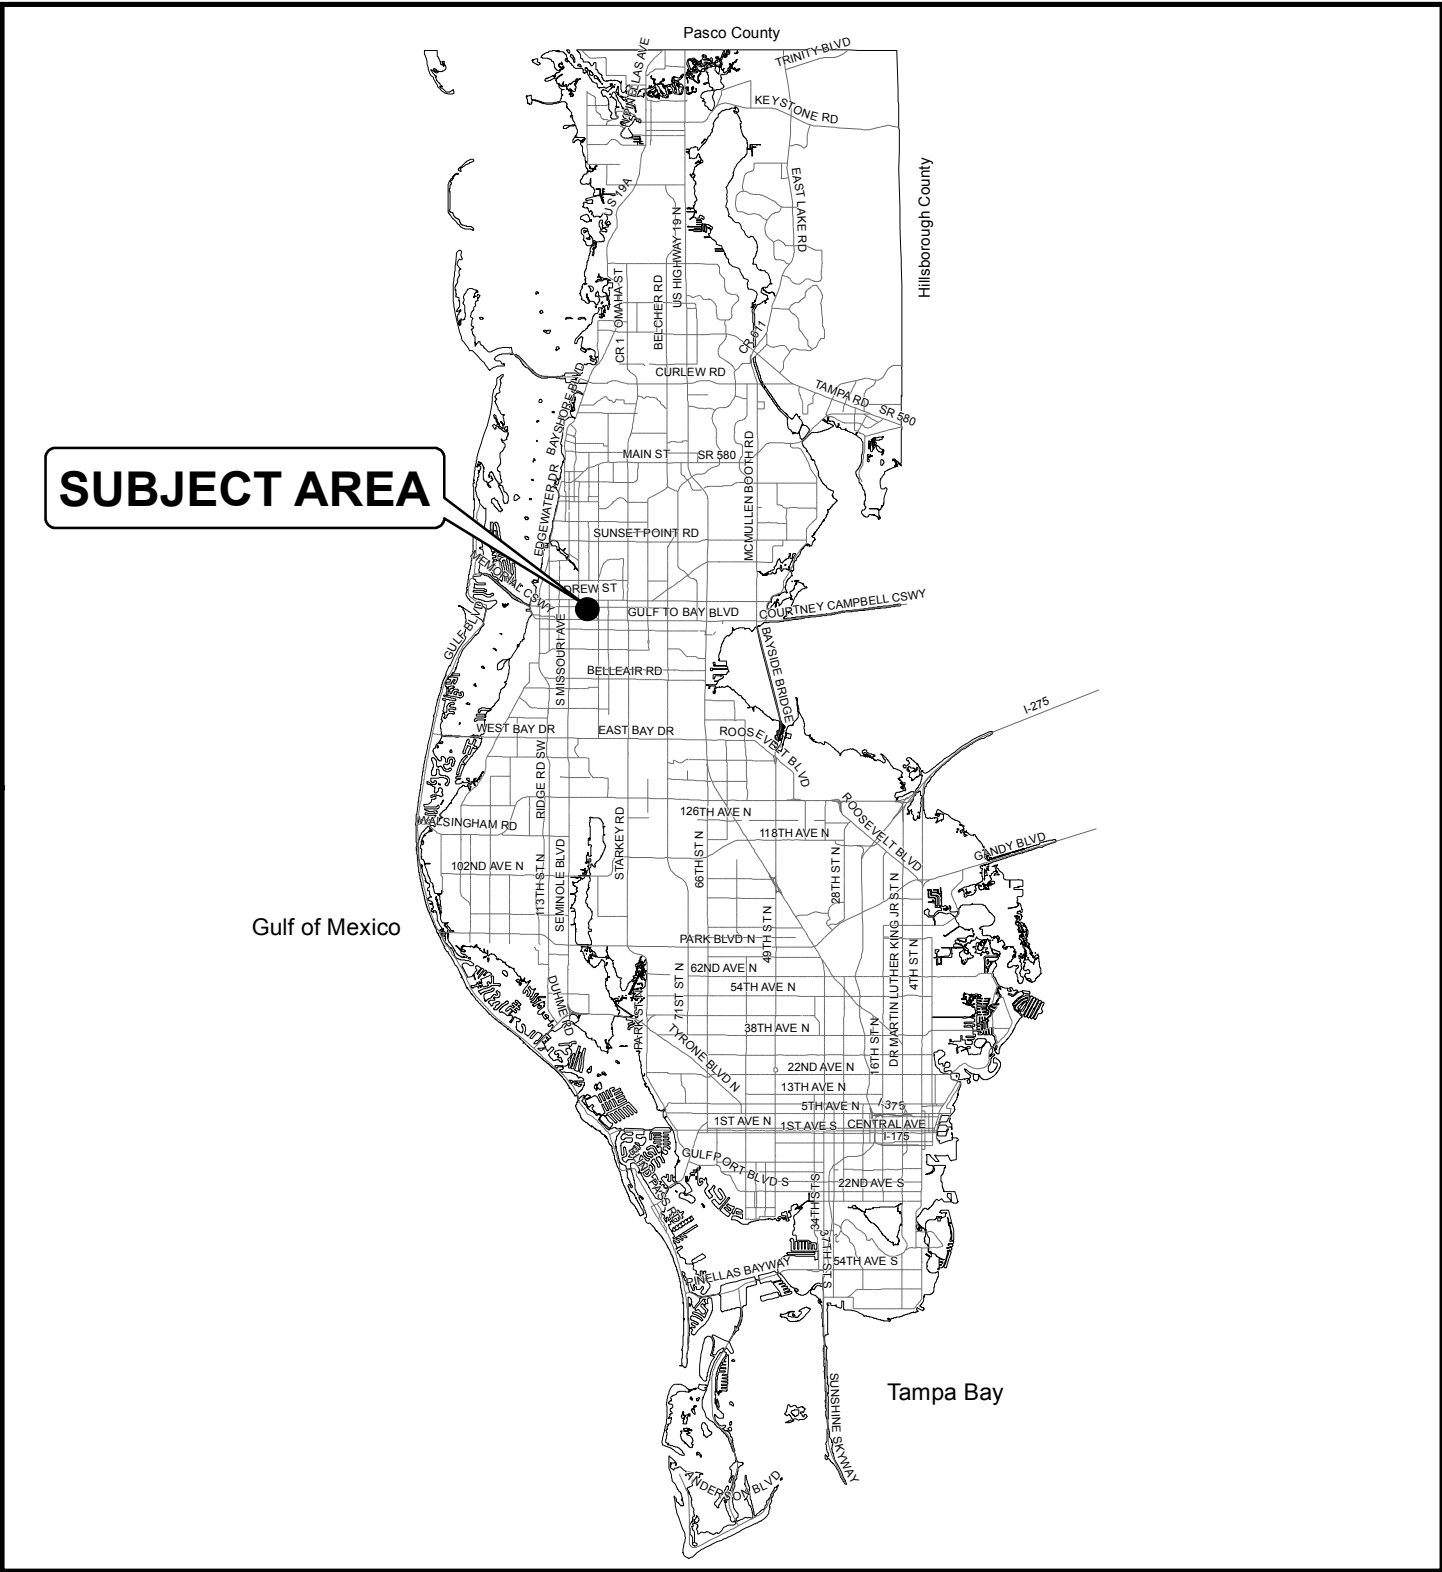 Pasco County
PINELLAS AVE
TRINITY BLVD
KEYSTONE RD
Hillsborough County
EAST LAKE RD
US 19A
US HIGHWAY 19 N
OMAHA ST
CR 1
BELCHER RD
CR 611
CURLEW RD
TAMPA RD
SR 580
BAYSHORE BLVD
EDGEWATER DR
MAIN ST
SR 580
MCMULLEN BOOTH RD
SUBJECT AREA
SUNSET POINT RD
MEMORIAL CSWY
DREW ST
GULF TO BAY BLVD
COURTNEY CAMPBELL CSWY
GULF BLVD
S MISSOURI AVE
BELLEAIR RD
BAYSIDE BRIDGE
I-275
WEST BAY DR
EAST BAY DR
ROOSEVELT BLVD
RIDGE RD SW
ROOSEVELT BLVD
WALSINGHAM RD
STARKEY RD
126TH AVE N
118TH AVE N
GANDY BLVD
102ND AVE N
113TH ST N
SEMINOLE BLVD
66TH ST N
28TH ST N
DR MARTIN LUTHER KING JR ST N
Gulf of Mexico
PARK BLVD N
49TH ST N
4TH ST N
62ND AVE N
71ST ST N
54TH AVE N
DUHME RD
PARK ST N
38TH AVE N
16TH ST N
TYRONE BLVD N
22ND AVE N
13TH AVE N
5TH AVE N
I-375
1ST AVE N
1ST AVE S
CENTRAL AVE
I-175
GULFPORT BLVD S
22ND AVE S
34TH ST S
37TH ST S
54TH AVE S
PINELLAS BAYWAY
Tampa Bay
SUNSHINE SKYWAY
ANDERSON BLVD